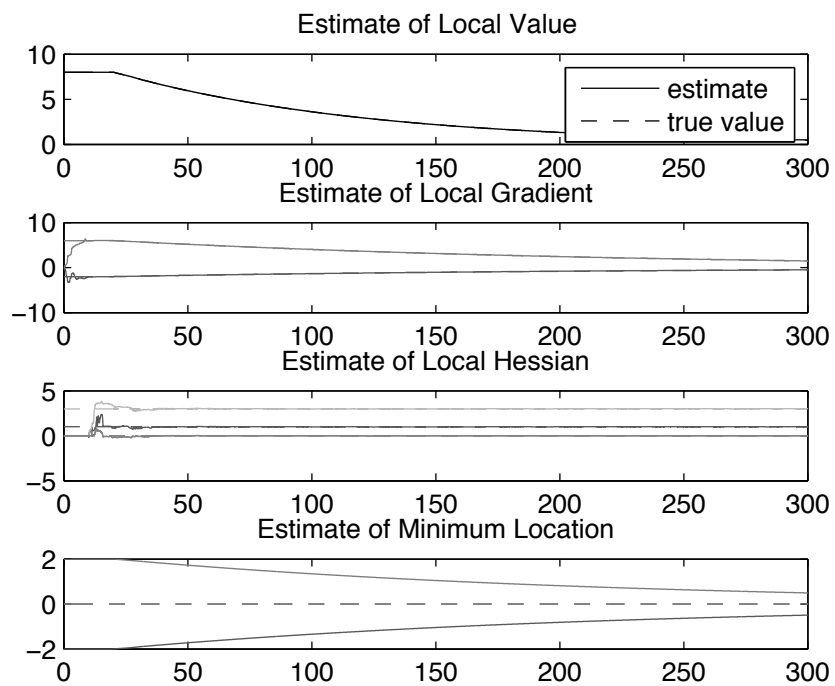 Estimate of Local Value
10
5
0
estimate
true value
0 50 100 150 200 250 300
Estimate of Local Gradient
10
0
−10
0 50 100 150 200 250 300
Estimate of Local Hessian
5
0
−5
0 50 100 150 200 250 300
Estimate of Minimum Location
2
0
−2
0 50 100 150 200 250 300